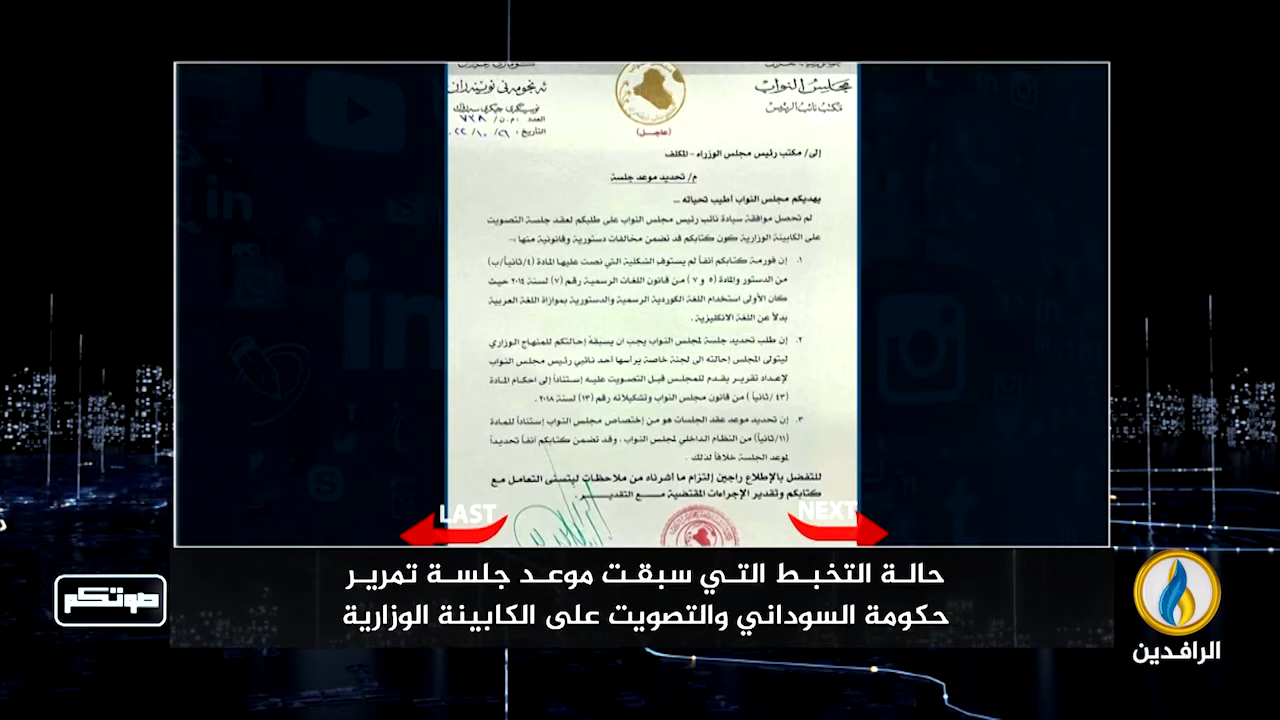 مجلس النواب
مكتب نائب الرئيس
ئه نجومه نی نوینه ران
العدد : م.ن/ ٧٢٨
التاريخ :
(عاجل)
إلى/ مكتب رئيس مجلس الوزراء - المكلف
م/ تحديد موعد جلسة
يهديكم مجلس النواب أطيب تحياته ...
لم تحصل موافقة سيادة نائب رئيس مجلس النواب على طلبكم لعقد جلسة التصويت
على الكابينة الوزارية كون كتابكم قد تضمن مخالفات دستورية وقانونية منها :-
١. إن فورمة كتابكم آنفاً لم يستوفِ الشكلية التي نصت عليها المادة (٤/ثانياً/ب)
من الدستور والمادة (٥ و ٧) من قانون اللغات الرسمية رقم (٧) لسنة ٢٠١٤ حيث
كان الأولى استخدام اللغة الكوردية الرسمية والدستورية بموازاة اللغة العربية
بدلاً عن اللغة الانكليزية .
٢. إن طلب تحديد جلسة لمجلس النواب يجب ان يسبقهُ إحالتكم للمنهاج الوزاري
ليتولى المجلس إحالته الى لجنة خاصة يرأسها أحد نائبي رئيس مجلس النواب
لإعداد تقرير يقدم للمجلس قبل التصويت عليه إستناداً إلى احكام المادة
(٤٣/ ثانياً ) من قانون مجلس النواب وتشكيلاته رقم (١٣) لسنة ٢٠١٨ .
٣. إن تحديد موعد عقد الجلسات هو من إختصاص مجلس النواب إستناداً للمادة
(١١/ثانياً) من النظام الداخلي لمجلس النواب ، وقد تضمن كتابكم آنفاً تحديداً
لموعد الجلسة خلافاً لذلك .
للتفضل بالإطلاع راجين إلتزام ما أشرناه من ملاحظات ليتسنى التعامل مع
كتابكم وتقدير الإجراءات المقتضية مع التقدير .
LAST
NEXT
حالة التخبط التي سبقت موعد جلسة تمرير
حكومة السوداني والتصويت على الكابينة الوزارية
صوتكم
الرافدين